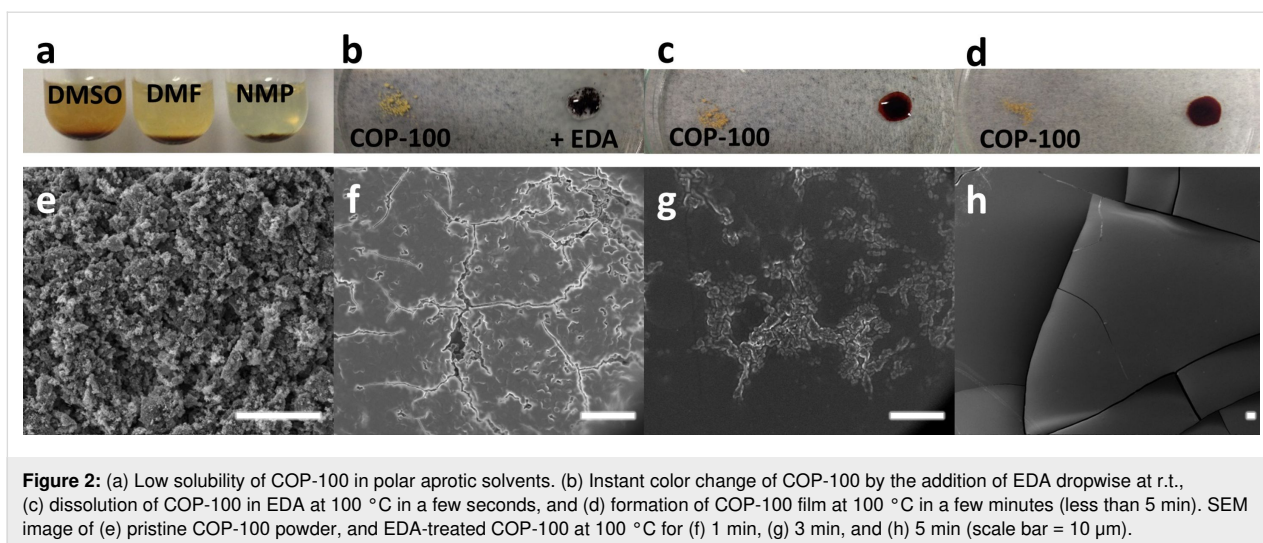 a b c d
DMSO DMF NMP
COP-100 + EDA COP-100 COP-100
e f g h
Figure 2: (a) Low solubility of COP-100 in polar aprotic solvents. (b) Instant color change of COP-100 by the addition of EDA dropwise at r.t.,
(c) dissolution of COP-100 in EDA at 100 °C in a few seconds, and (d) formation of COP-100 film at 100 °C in a few minutes (less than 5 min). SEM
image of (e) pristine COP-100 powder, and EDA-treated COP-100 at 100 °C for (f) 1 min, (g) 3 min, and (h) 5 min (scale bar = 10 µm).